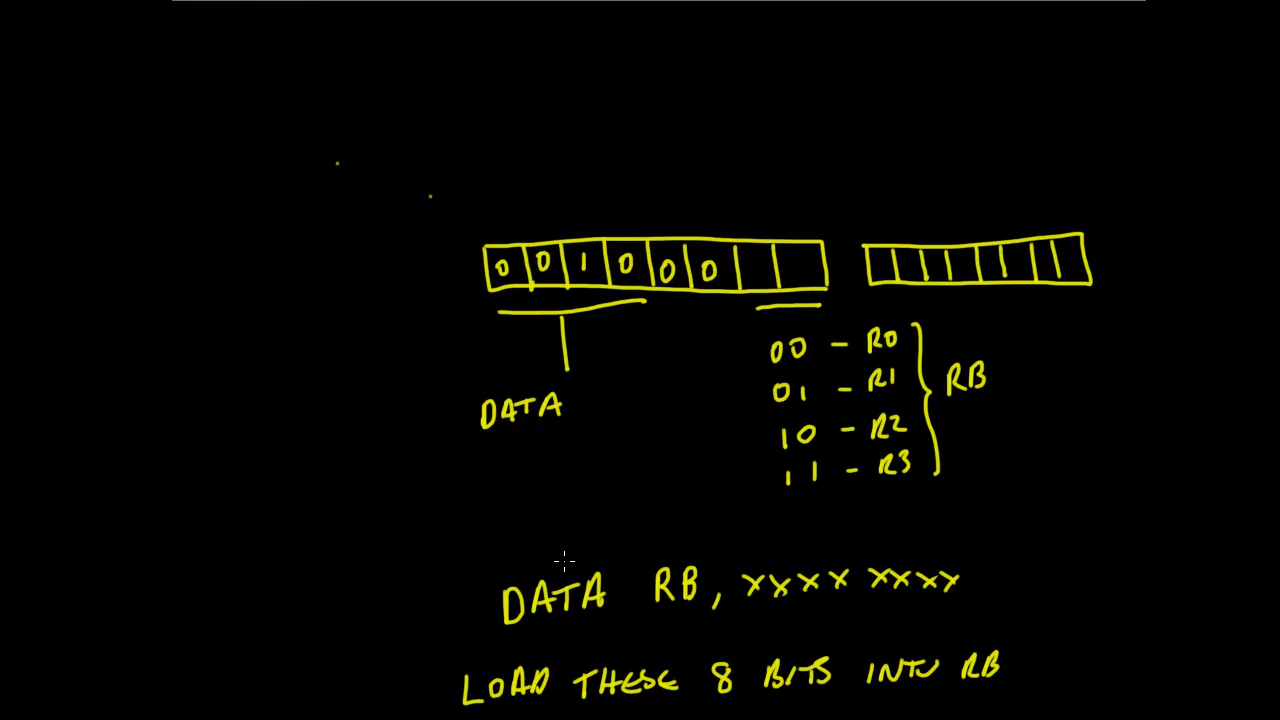 0 0 1 0 0 0
00 - R0
01 - R1
10 - R2
11 - R3
RB
DATA
DATA RB, XXXX XXXX
LOAD THESE 8 BITS INTO RB